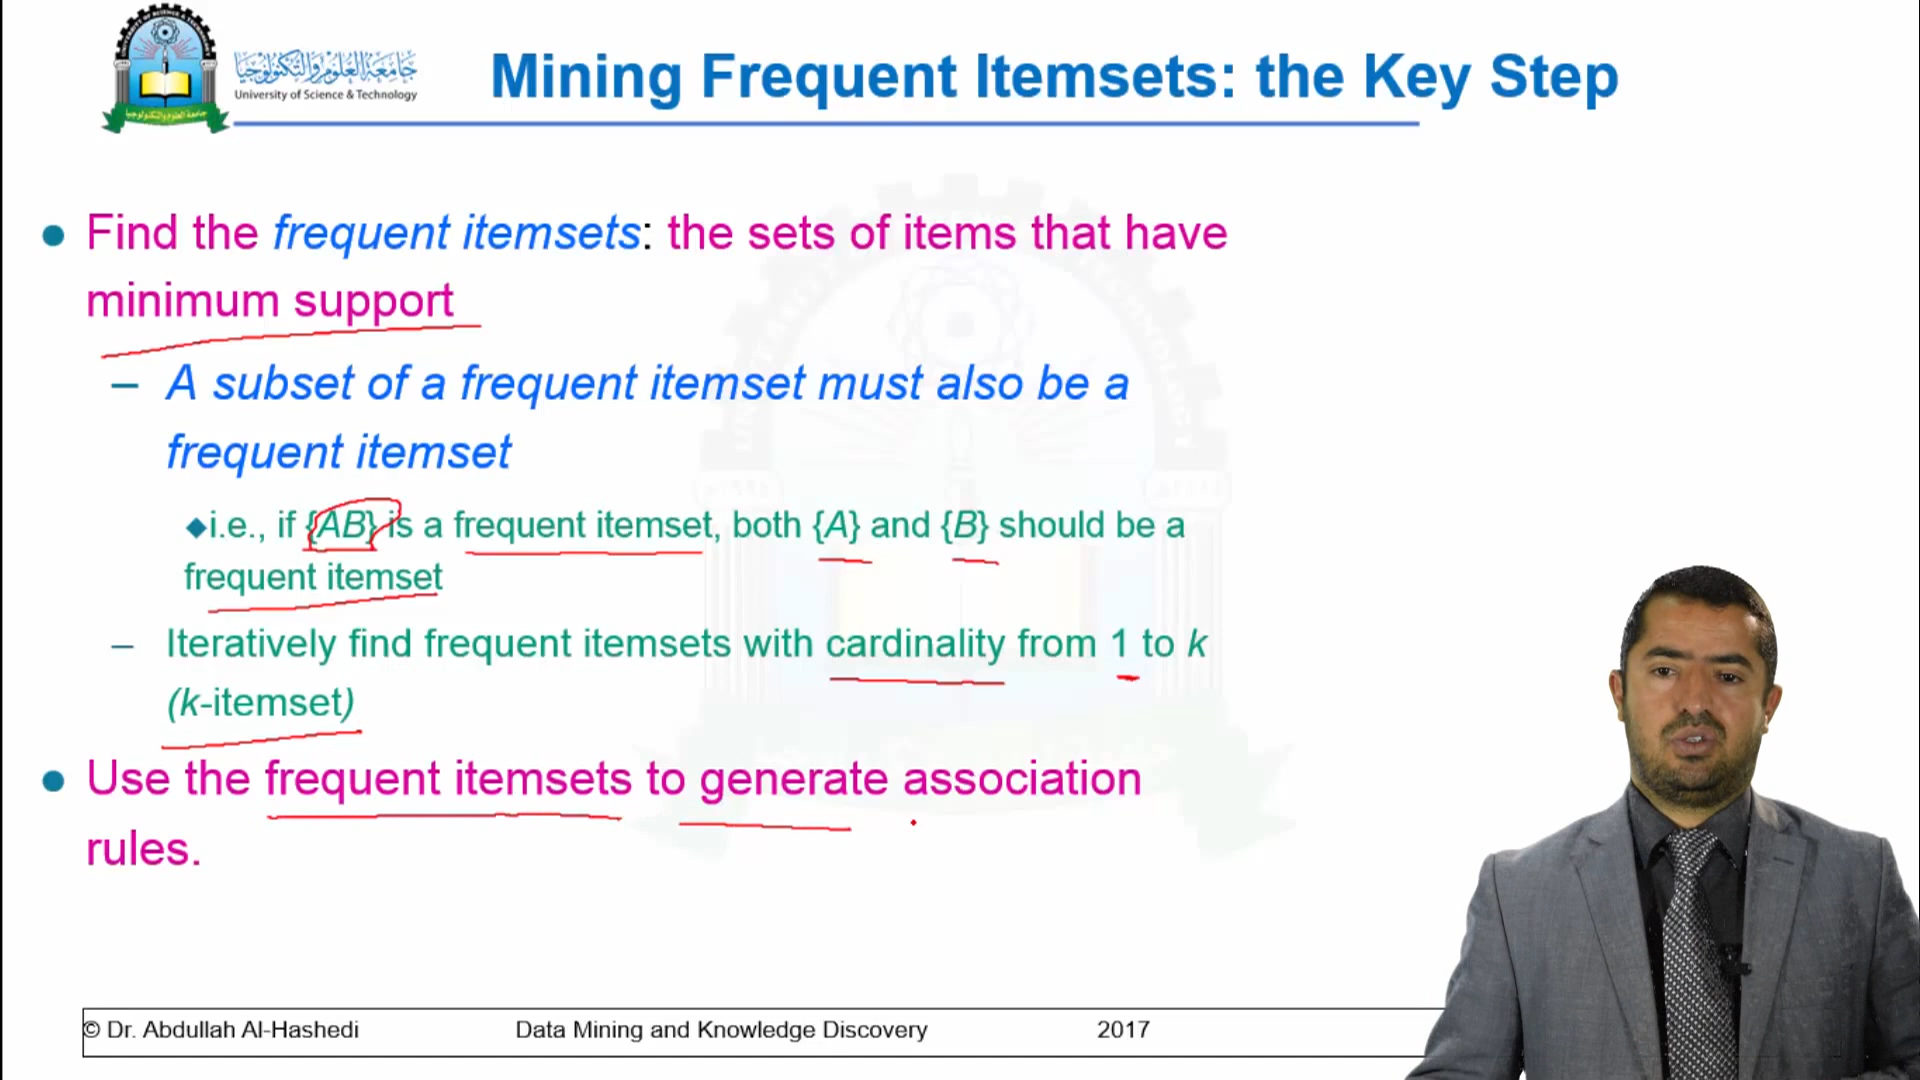 جامعة العلوم والتكنولوجيا
University of Science & Technology
Mining Frequent Itemsets: the Key Step
● Find the frequent itemsets: the sets of items that have
minimum support
– A subset of a frequent itemset must also be a
frequent itemset
◆i.e., if {AB} is a frequent itemset, both {A} and {B} should be a
frequent itemset
– Iteratively find frequent itemsets with cardinality from 1 to k
(k-itemset)
● Use the frequent itemsets to generate association
rules.
© Dr. Abdullah Al-Hashedi Data Mining and Knowledge Discovery 2017